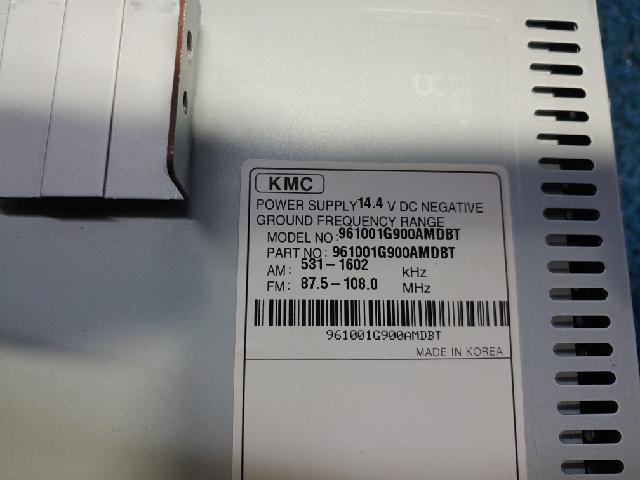 KMC
POWER SUPPLY 14.4 V DC NEGATIVE
GROUND FREQUENCY RANGE
MODEL NO: 961001G900AMDBT
PART NO: 961001G900AMDBT
AM: 531-1602 kHz
FM: 87.5-108.0 MHz
961001G900AMDBT
MADE IN KOREA